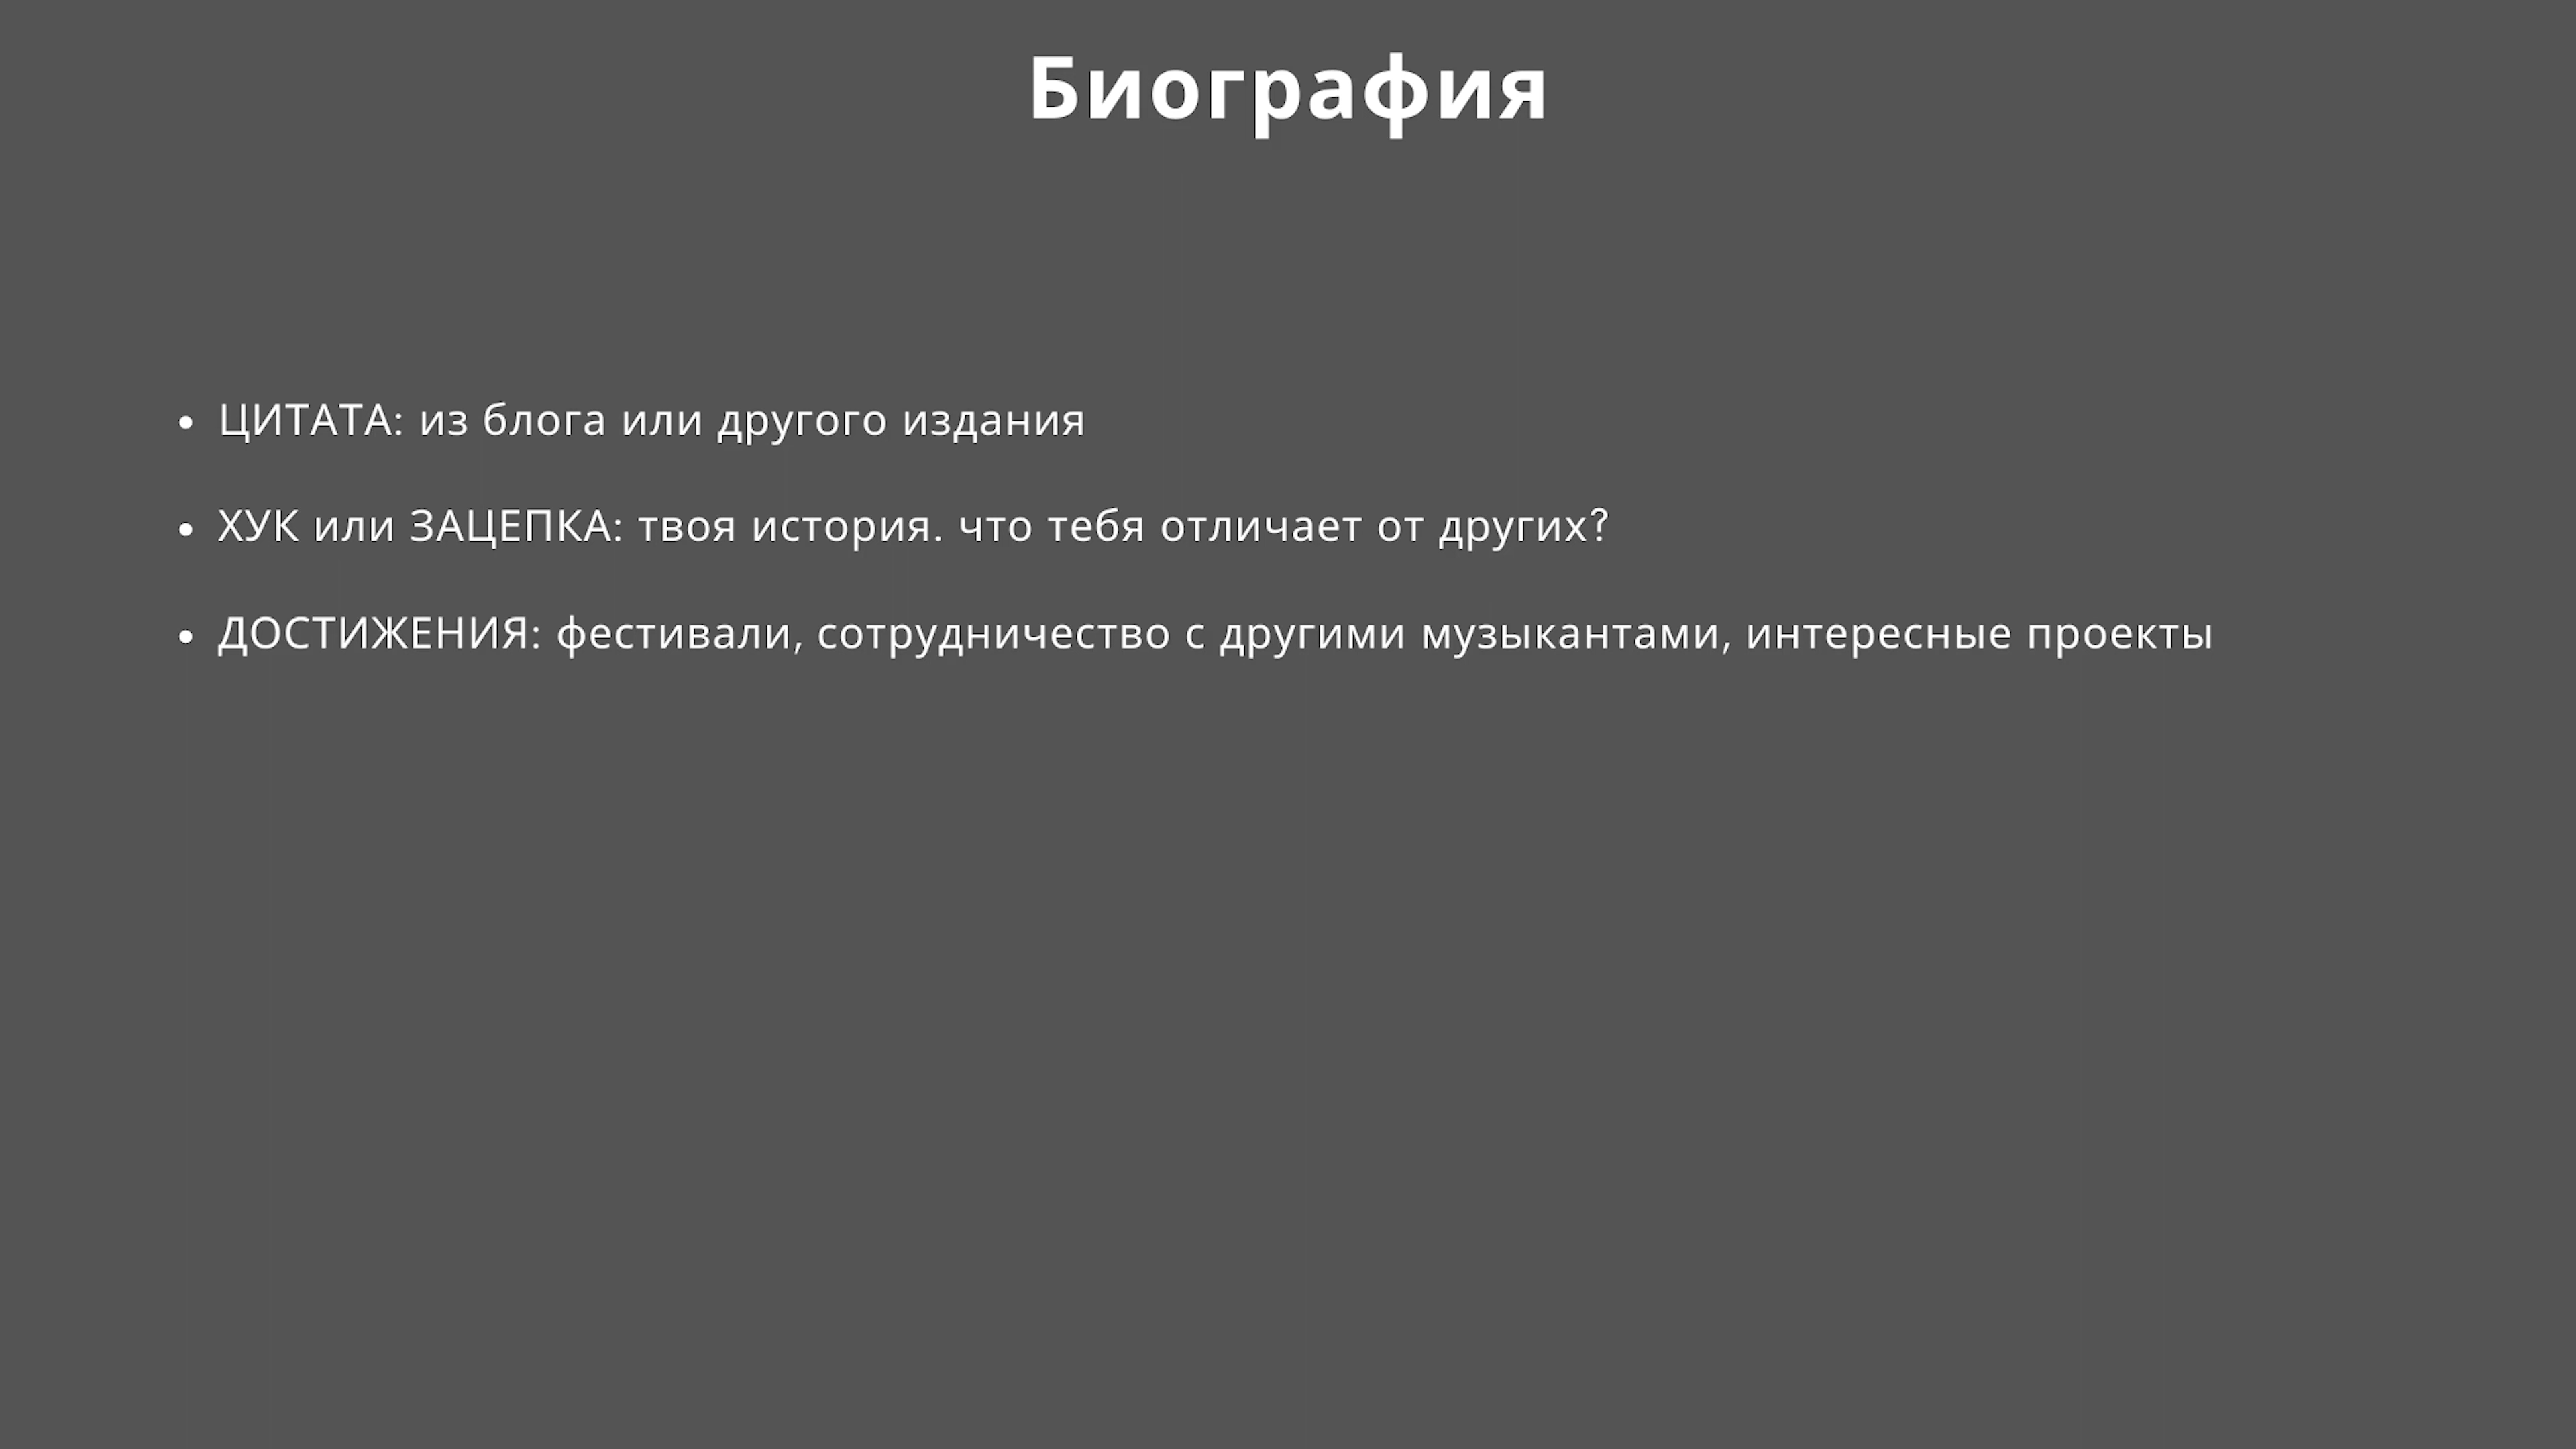 Биография
• ЦИТАТА: из блога или другого издания
• ХУК или ЗАЦЕПКА: твоя история. что тебя отличает от других?
• ДОСТИЖЕНИЯ: фестивали, сотрудничество с другими музыкантами, интересные проекты